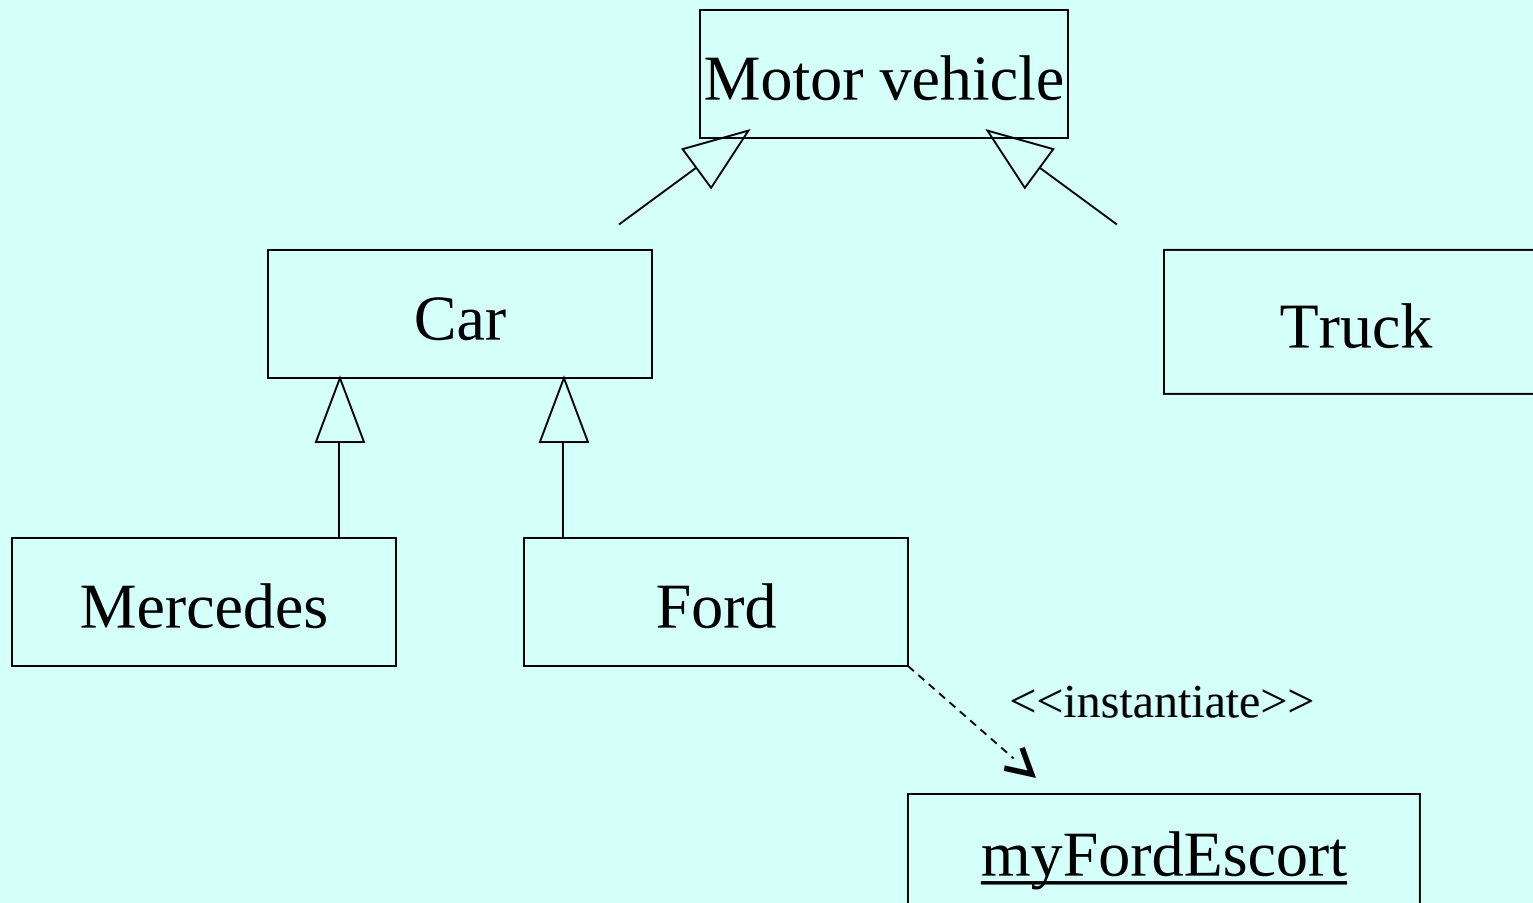 Motor vehicle
Car
Truck
Mercedes
Ford
<<instantiate>>
myFordEscort